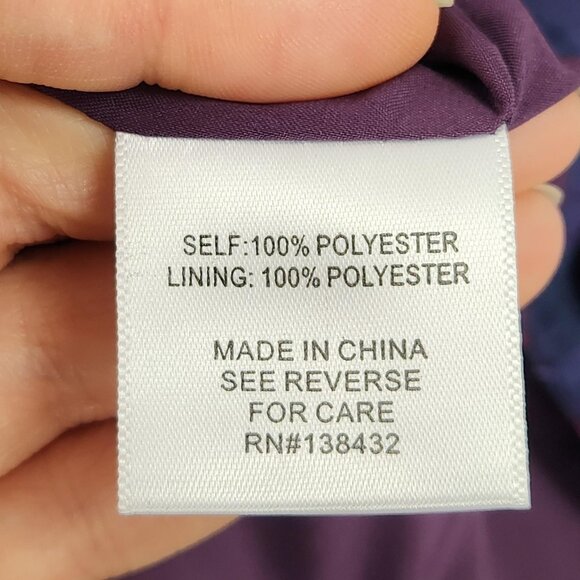 SELF:100% POLYESTER
LINING: 100% POLYESTER
MADE IN CHINA
SEE REVERSE
FOR CARE
RN#138432